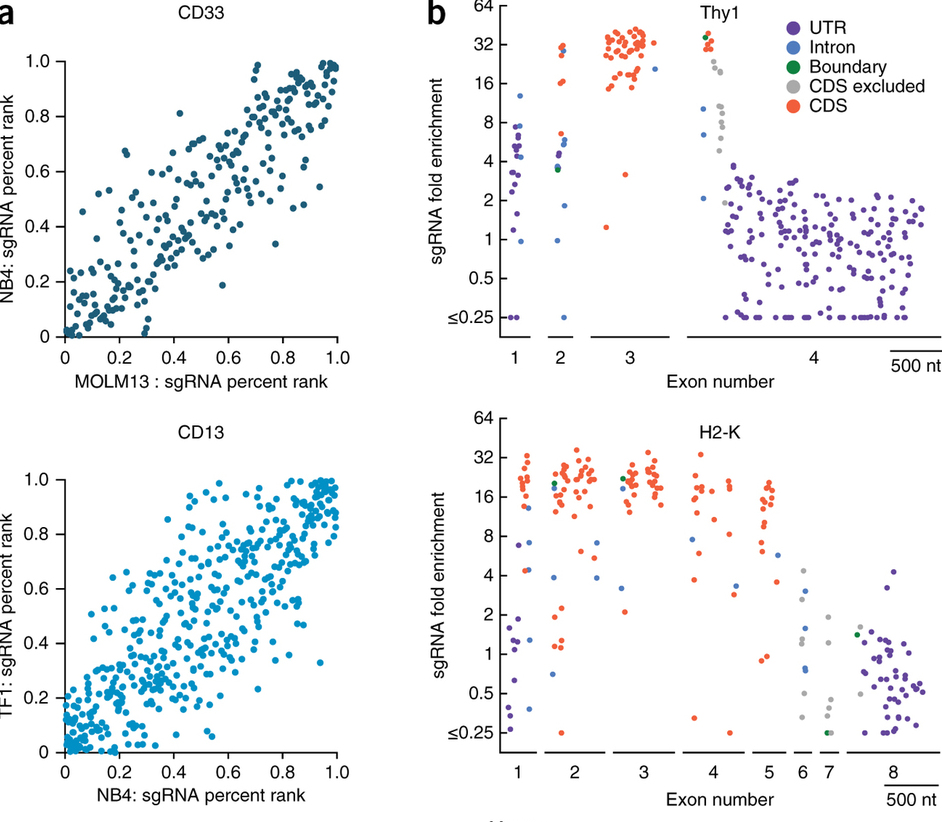 a
CD33
NB4: sgRNA percent rank
1.0
0.8
0.6
0.4
0.2
0
0 0.2 0.4 0.6 0.8 1.0
MOLM13 : sgRNA percent rank
CD13
TF1: sgRNA percent rank
1.0
0.8
0.6
0.4
0.2
0
0 0.2 0.4 0.6 0.8 1.0
NB4: sgRNA percent rank
b
Thy1
sgRNA fold enrichment
64
32
16
8
4
2
1
0.5
≤0.25
UTR
Intron
Boundary
CDS excluded
CDS
1 2 3 4
500 nt
Exon number
H2-K
sgRNA fold enrichment
64
32
16
8
4
2
1
0.5
≤0.25
1 2 3 4 5 6 7 8
Exon number
500 nt